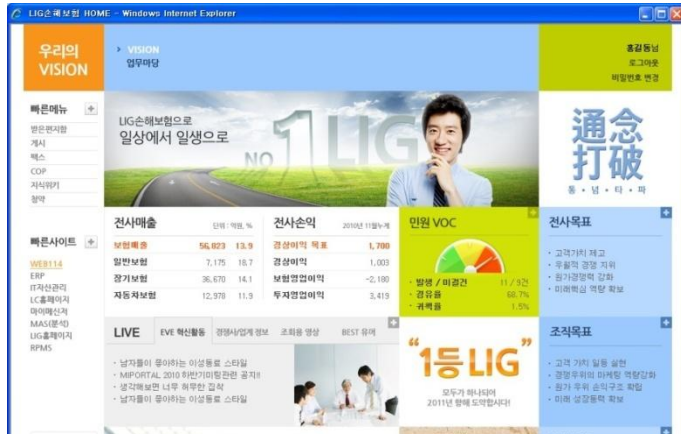 LIG손해보험 HOME - Windows Internet Explorer
우리의
VISION
VISION
업무마당
홍길동님
로그아웃
비밀번호 변경
빠른메뉴
받은편지함
게시
팩스
COP
지식위키
청약
LIG손해보험으로
일상에서 일생으로
NO 1 LIG
通念
打破
통·념·타·파
전사매출
단위 : 억원, %
보험매출 56,823 13.9
일반보험 7,175 18.7
장기보험 36,670 14.1
자동차보험 12,978 11.9
전사손익
2010년 11월누계
경상이익 목표 1,700
경상이익 1,003
보험영업이익 -2,180
투자영업이익 3,419
민원 VOC
· 발생 / 미결건 11 / 9건
· 경유율 68.7%
· 귀책률 1.5%
전사목표
· 고객가치 제고
· 우월적 경쟁 지위
· 원가경쟁력 강화
· 미래핵심 역량 확보
빠른사이트
WEB114
ERP
IT자산관리
LC홈페이지
마이메신저
MAS(분석)
LIG홈페이지
RPMS
LIVE
EVE 혁신활동
경쟁사/업계 정보
조회용 영상
BEST 유머
· 남자들이 좋아하는 이성동료 스타일
· MIPORTAL 2010 하반기미팅관련 공지!!
· 생각해보면 너무 허무한 집착
· 남자들이 좋아하는 이성동료 스타일
“1등 LIG”
모두가 하나되어
2011년 향해 도약합시다!
조직목표
· 고객 가치 일등 실현
· 경쟁우위의 마케팅 역량강화
· 원가 우위 손익구조 확립
· 미래 성장동력 확보